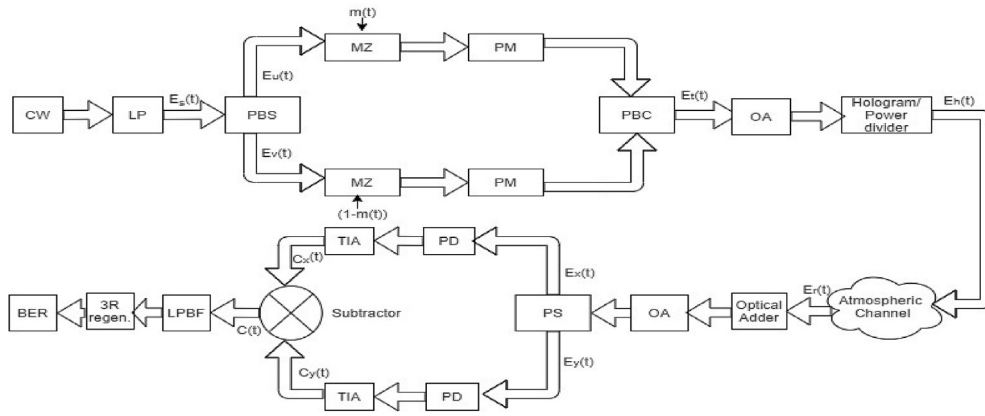 m(t)
MZ
PM
Eu(t)
CW
LP
Es(t)
PBS
PBC
Et(t)
OA
Hologram/
Power
divider
Eh(t)
Ev(t)
MZ
PM
(1-m(t))
TIA
PD
Cx(t)
Ex(t)
BER
3R
regen.
LPBF
C(t)
Subtractor
PS
OA
Optical
Adder
Er(t)
Atmospheric
Channel
Cy(t)
Ey(t)
TIA
PD